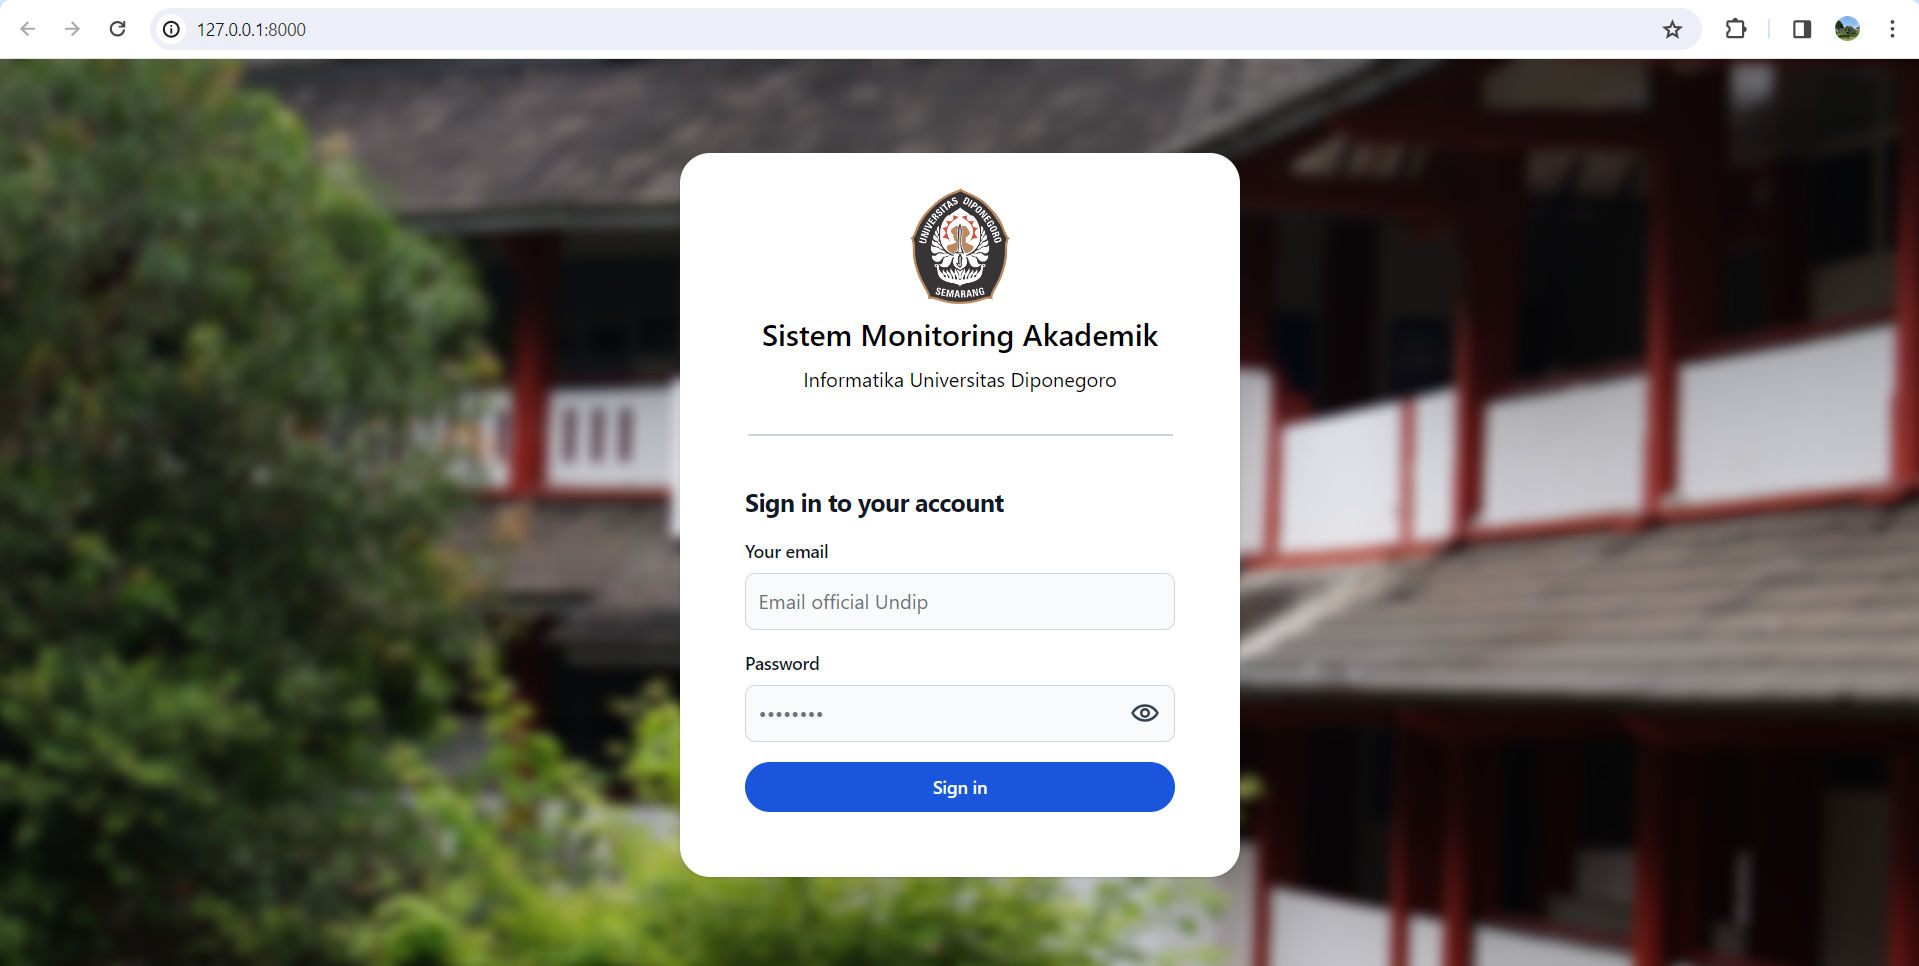 127.0.0.1:8000
UNIVERSITAS DIPONEGORO
SEMARANG
Sistem Monitoring Akademik
Informatika Universitas Diponegoro
Sign in to your account
Your email
Email official Undip
Password
••••••••
Sign in